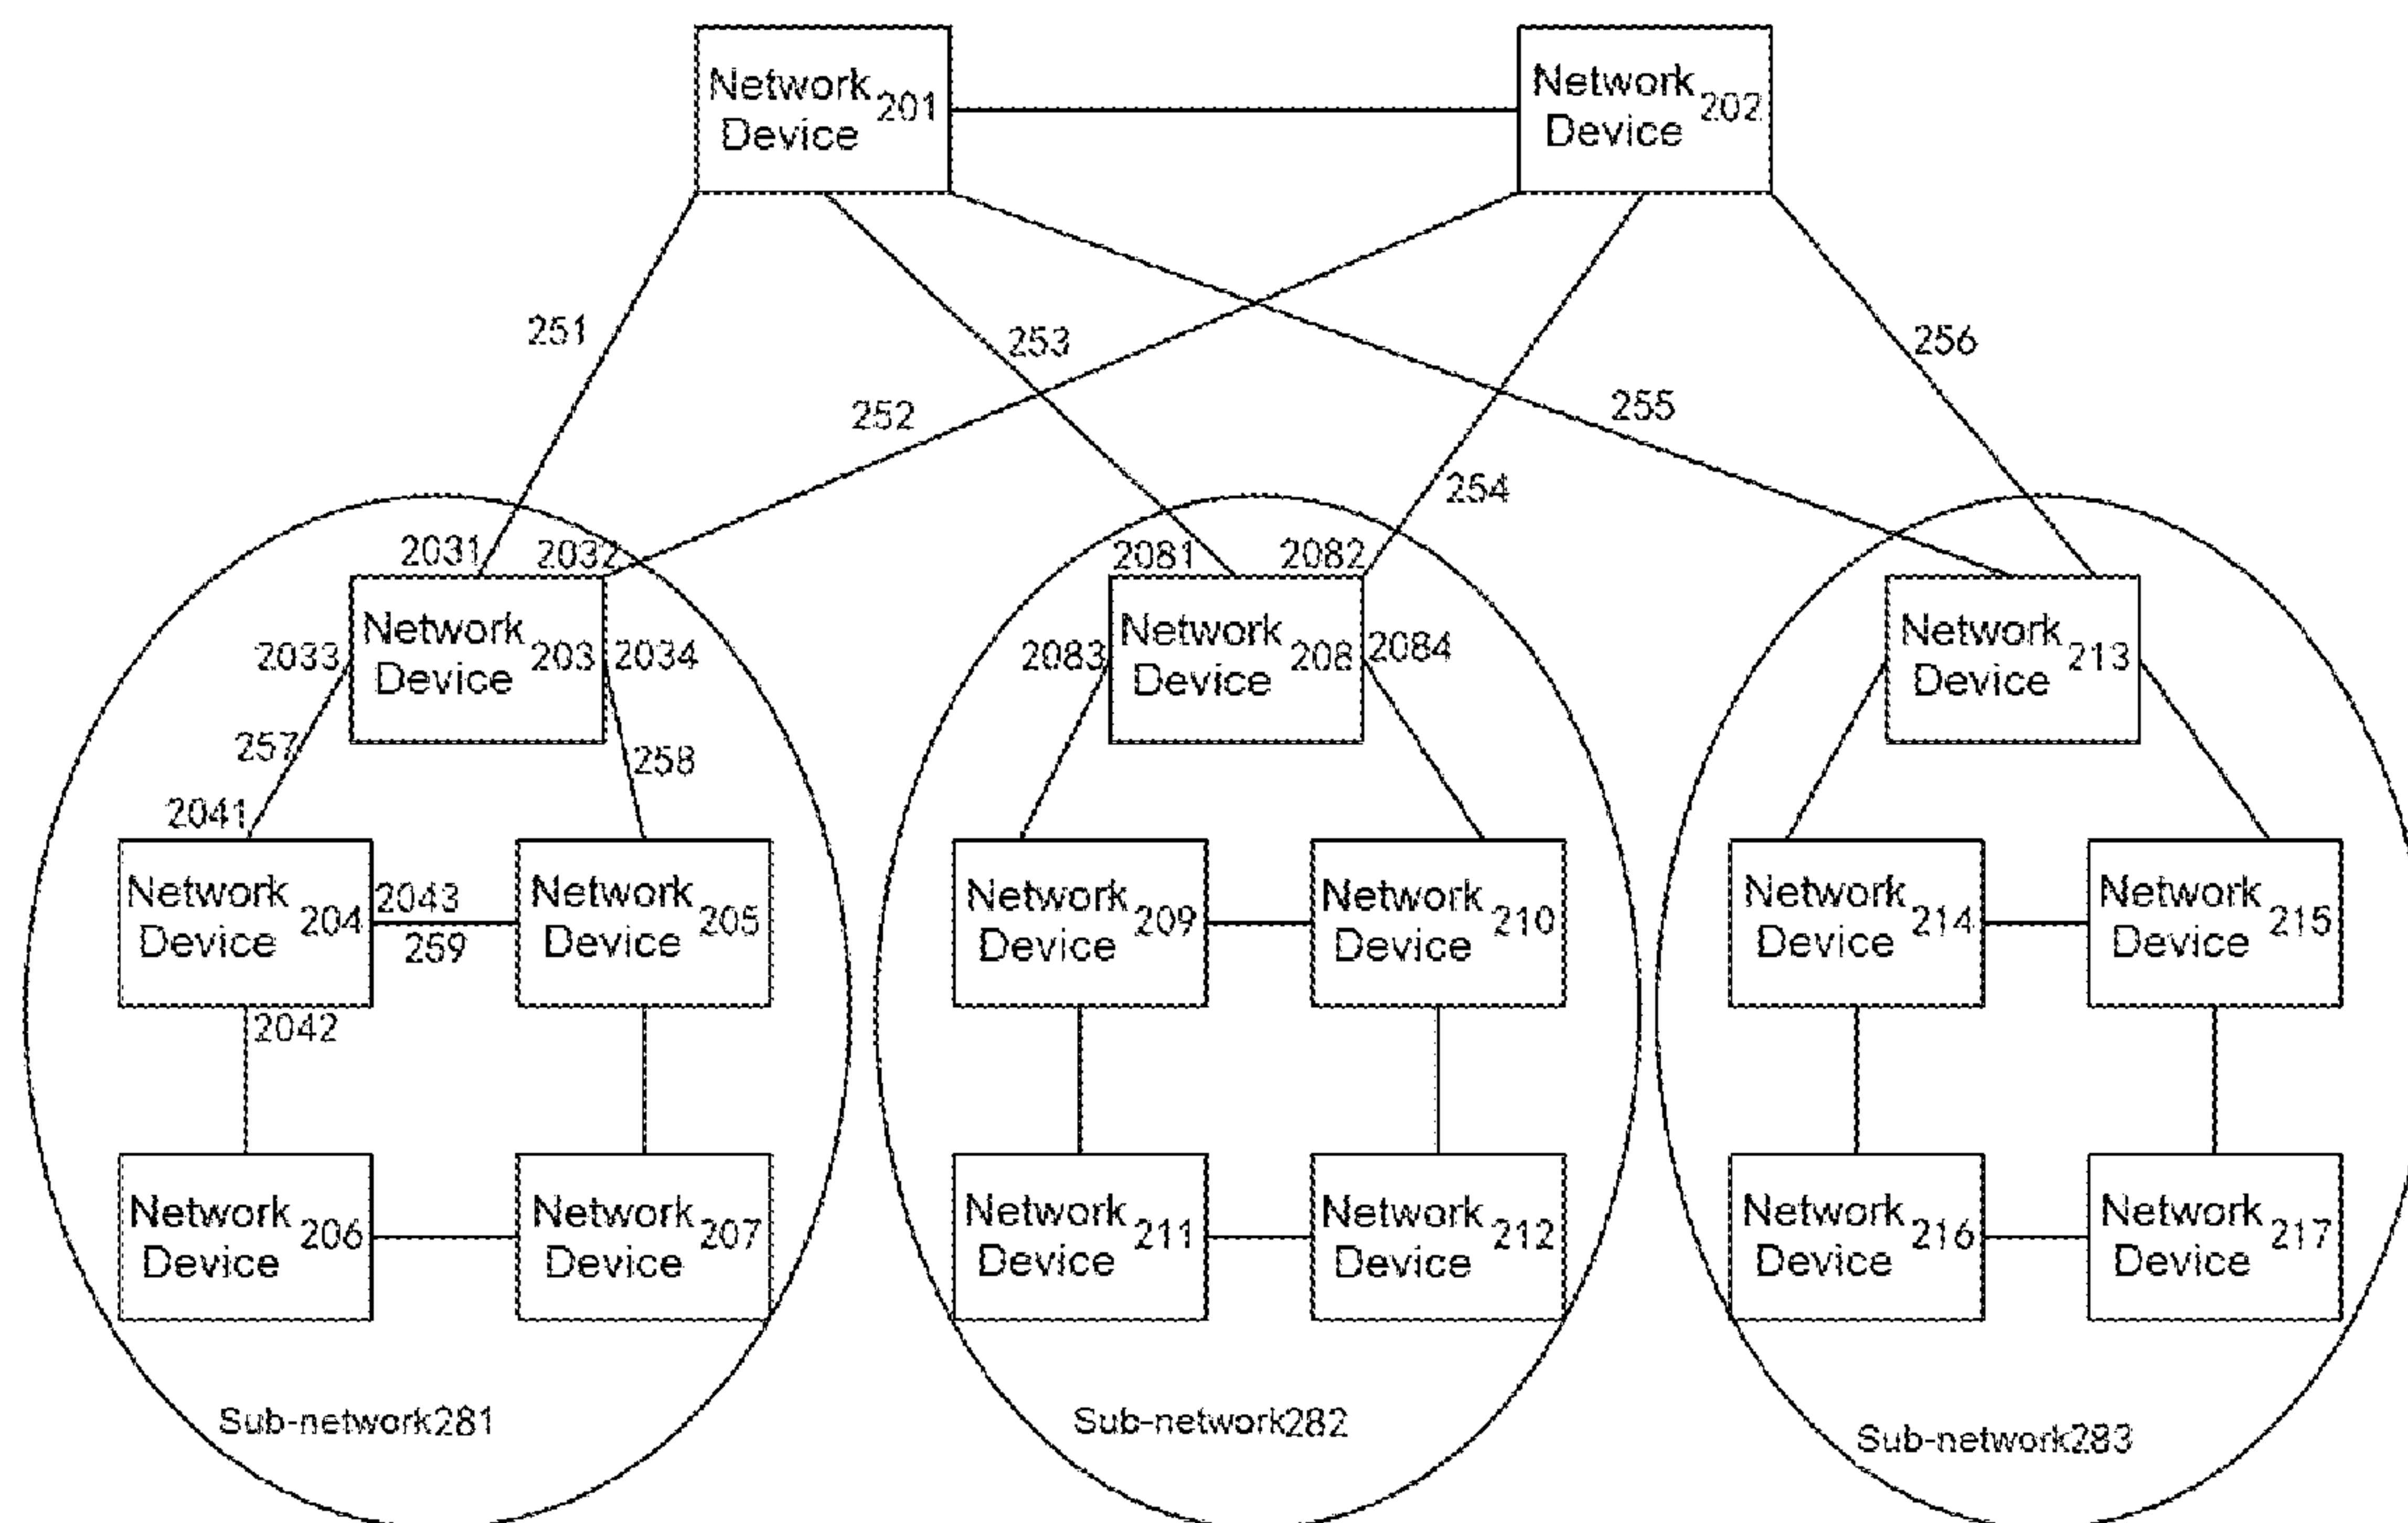 Network
Device 201
Network
Device 202
251
253
252
256
255
254
2031
2032
2081
2082
2033
Network
Device 203
2034
2083
Network
Device 208
2084
Network
Device 213
257
258
2041
Network
Device 204
2043
259
Network
Device 205
Network
Device 209
Network
Device 210
Network
Device 214
Network
Device 215
2042
Network
Device 206
Network
Device 207
Network
Device 211
Network
Device 212
Network
Device 216
Network
Device 217
Sub-network281
Sub-network282
Sub-network283